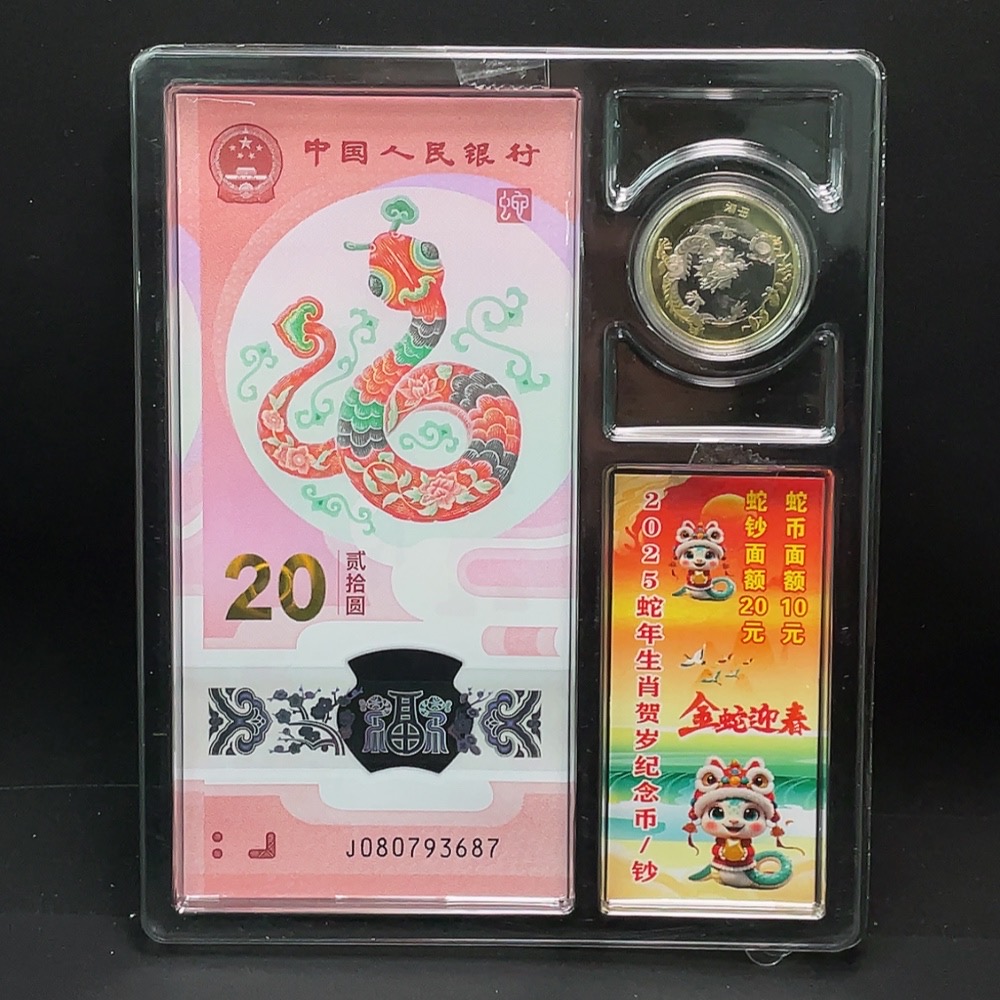 中国人民银行
20
贰拾圆
福
J080793687
蛇币面额10元
蛇钞面额20元
2025蛇年生肖贺岁纪念币/钞
金蛇迎春